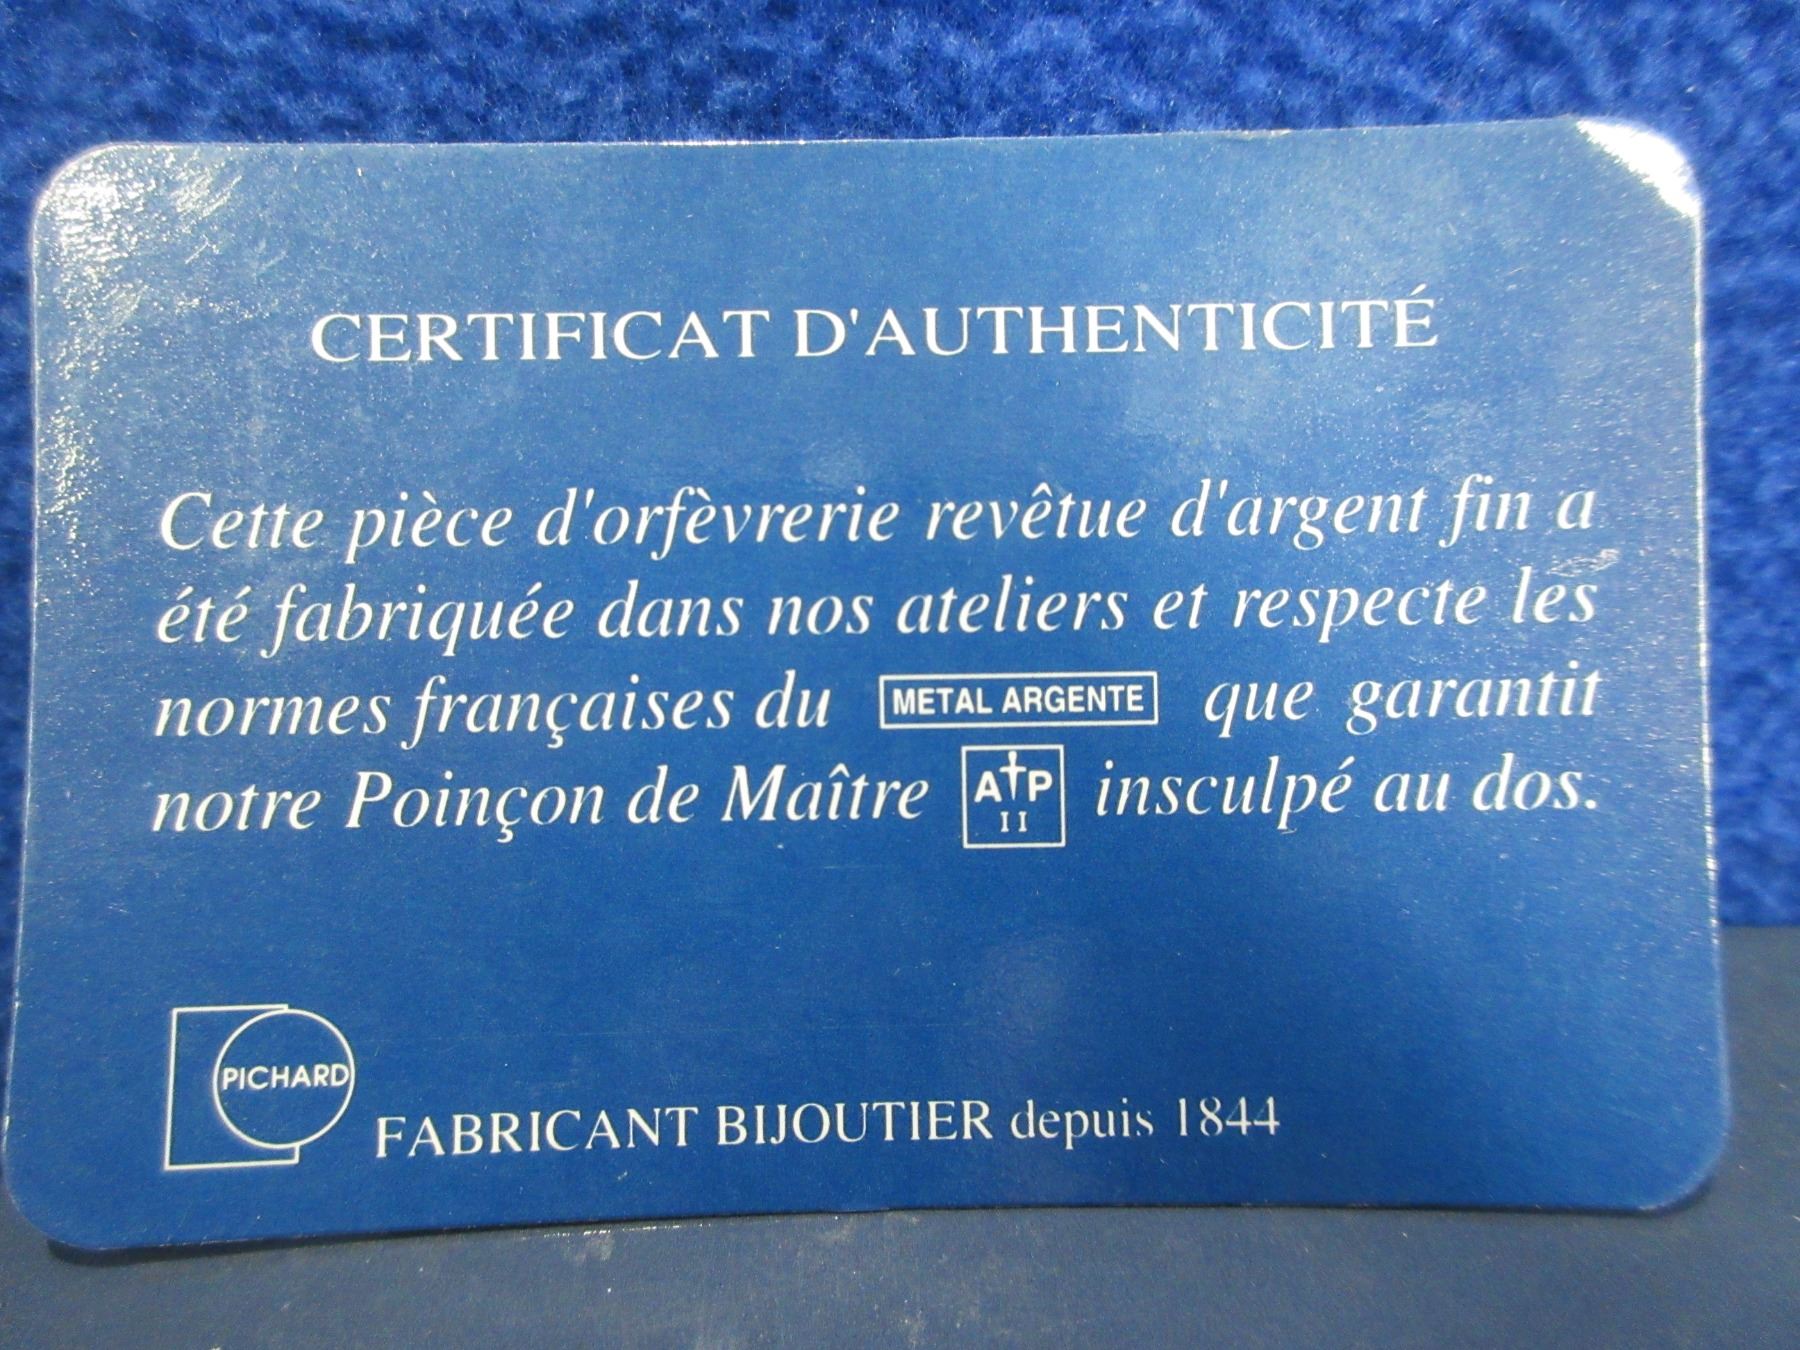 CERTIFICAT D'AUTHENTICITÉ
Cette pièce d'orfèvrerie revêtue d'argent fin a
été fabriquée dans nos ateliers et respecte les
normes françaises du METAL ARGENTE que garantit
notre Poinçon de Maître A†P II insculpé au dos.
PICHARD
FABRICANT BIJOUTIER depuis 1844